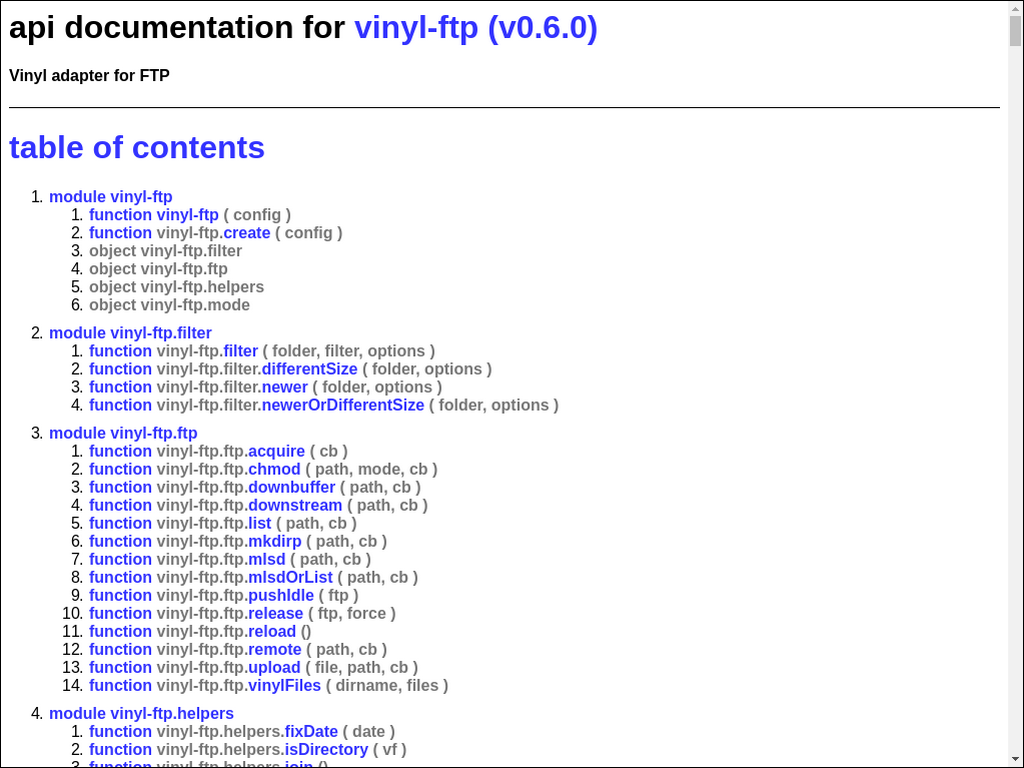 api documentation for vinyl-ftp (v0.6.0)
Vinyl adapter for FTP
table of contents
1. module vinyl-ftp
1. function vinyl-ftp ( config )
2. function vinyl-ftp.create ( config )
3. object vinyl-ftp.filter
4. object vinyl-ftp.ftp
5. object vinyl-ftp.helpers
6. object vinyl-ftp.mode
2. module vinyl-ftp.filter
1. function vinyl-ftp.filter ( folder, filter, options )
2. function vinyl-ftp.filter.differentSize ( folder, options )
3. function vinyl-ftp.filter.newer ( folder, options )
4. function vinyl-ftp.filter.newerOrDifferentSize ( folder, options )
3. module vinyl-ftp.ftp
1. function vinyl-ftp.ftp.acquire ( cb )
2. function vinyl-ftp.ftp.chmod ( path, mode, cb )
3. function vinyl-ftp.ftp.downbuffer ( path, cb )
4. function vinyl-ftp.ftp.downstream ( path, cb )
5. function vinyl-ftp.ftp.list ( path, cb )
6. function vinyl-ftp.ftp.mkdirp ( path, cb )
7. function vinyl-ftp.ftp.mlsd ( path, cb )
8. function vinyl-ftp.ftp.mlsdOrList ( path, cb )
9. function vinyl-ftp.ftp.pushIdle ( ftp )
10. function vinyl-ftp.ftp.release ( ftp, force )
11. function vinyl-ftp.ftp.reload ()
12. function vinyl-ftp.ftp.remote ( path, cb )
13. function vinyl-ftp.ftp.upload ( file, path, cb )
14. function vinyl-ftp.ftp.vinylFiles ( dirname, files )
4. module vinyl-ftp.helpers
1. function vinyl-ftp.helpers.fixDate ( date )
2. function vinyl-ftp.helpers.isDirectory ( vf )
3. function vinyl-ftp.helpers.join ()